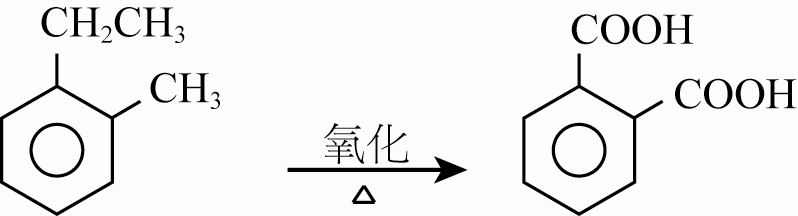 CH₂CH₃
CH₃
氧化
△
COOH
COOH